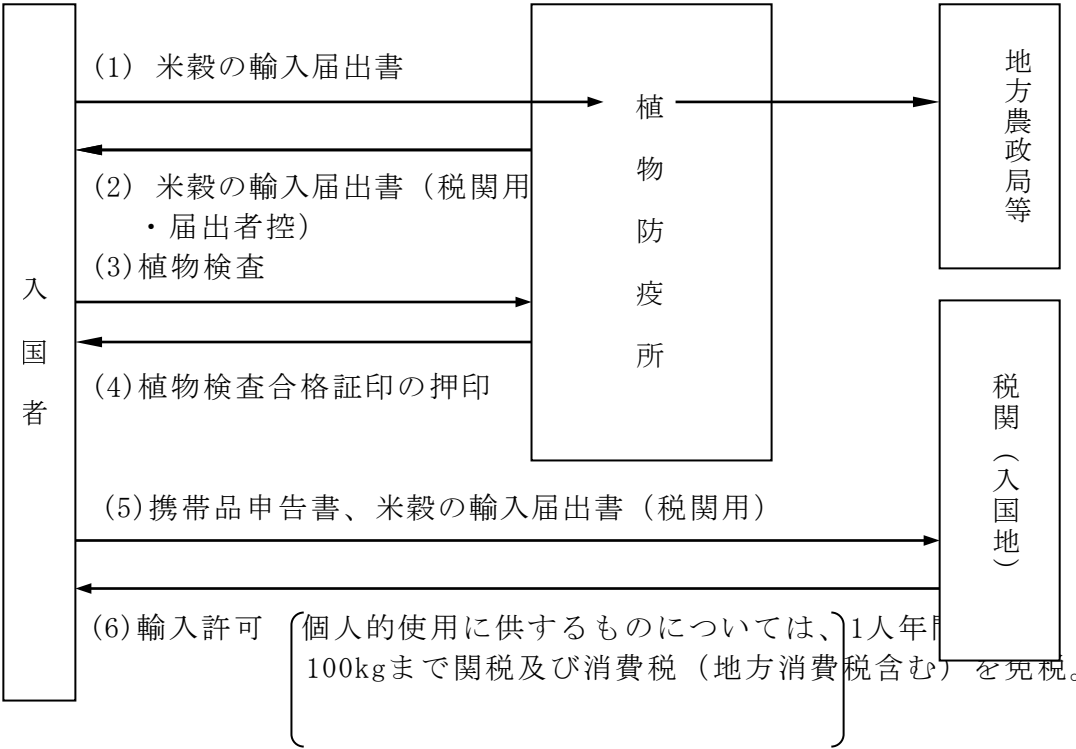 (1) 米穀の輸入届出書
(2) 米穀の輸入届出書（税関用
・届出者控）
(3)植物検査
(4)植物検査合格証印の押印
(5)携帯品申告書、米穀の輸入届出書（税関用）
(6)輸入許可
個人的使用に供するものについては、1人年
100kgまで関税及び消費税（地方消費税含む）を免税。
入国者
植物防疫所
地方農政局等
税関（入国地）